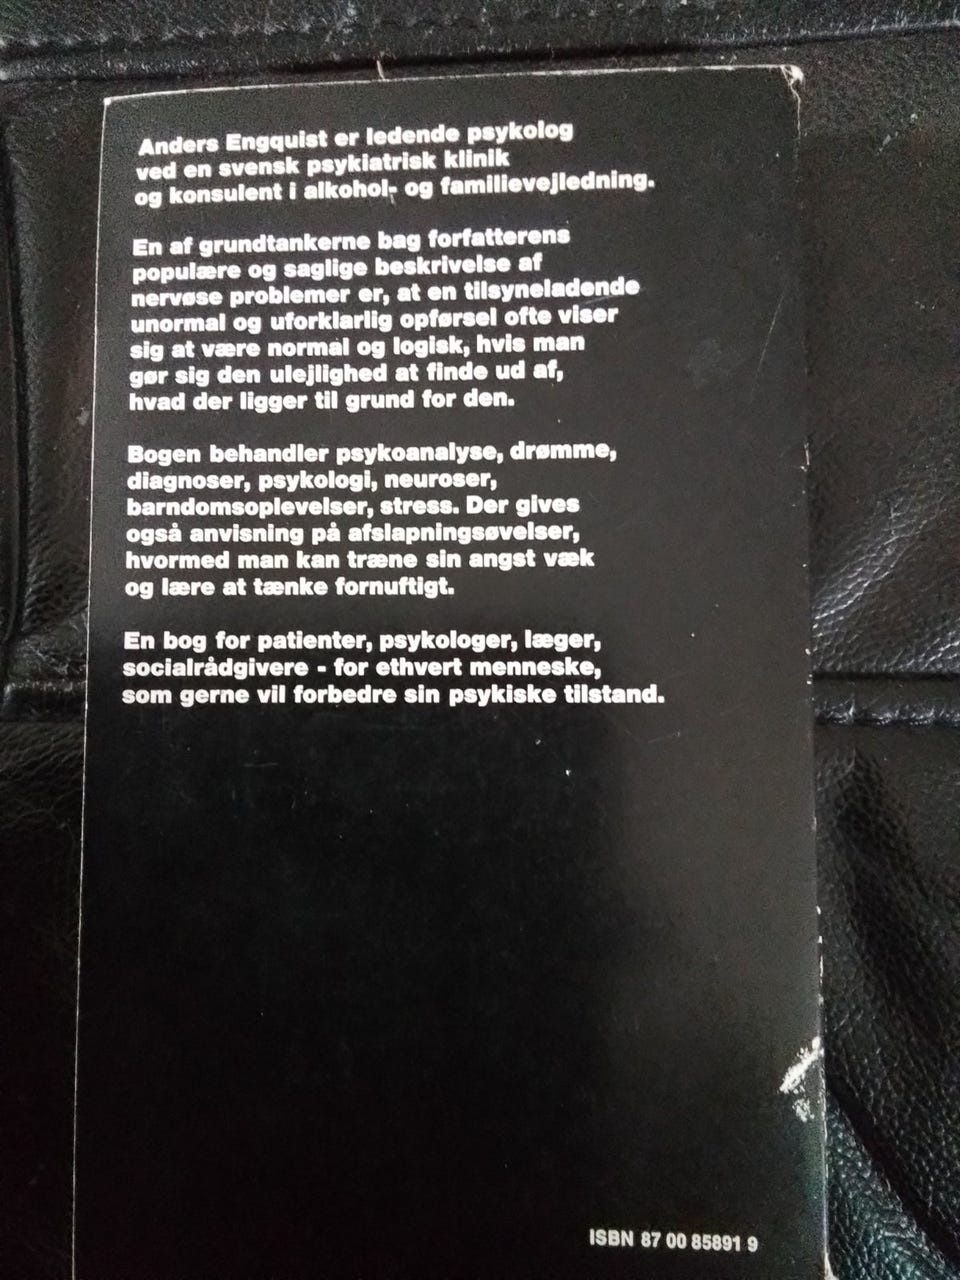 Anders Engquist er ledende psykolog
ved en svensk psykiatrisk klinik
og konsulent i alkohol- og familievejledning.
En af grundtankerne bag forfatterens
populære og saglige beskrivelse af
nervøse problemer er, at en tilsyneladende
unormal og uforklarlig opførsel ofte viser
sig at være normal og logisk, hvis man
gør sig den ulejlighed at finde ud af,
hvad der ligger til grund for den.
Bogen behandler psykoanalyse, drømme,
diagnoser, psykologi, neuroser,
barndomsoplevelser, stress. Der gives
også anvisning på afslapningsøvelser,
hvormed man kan træne sin angst væk
og lære at tænke fornuftigt.
En bog for patienter, psykologer, læger,
socialrådgivere - for ethvert menneske,
som gerne vil forbedre sin psykiske tilstand.
ISBN 87 00 85891 9